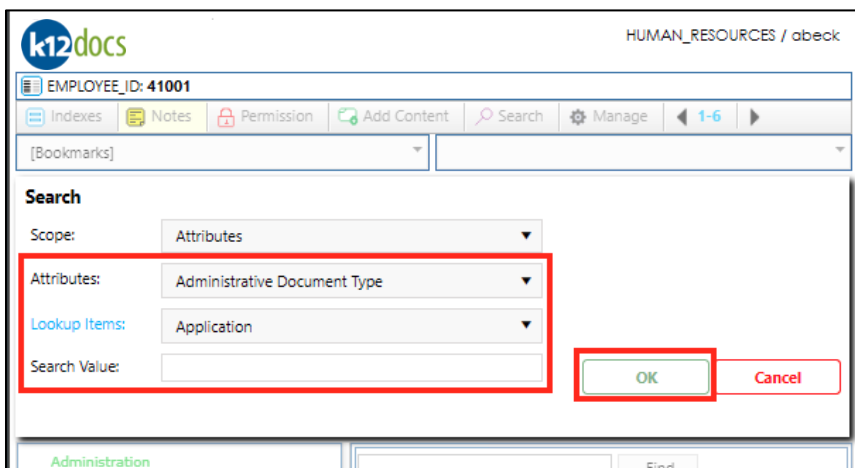 k12docs
HUMAN_RESOURCES / abeck
EMPLOYEE_ID: 41001
Indexes Notes Permission Add Content Search Manage 1-6
[Bookmarks]
Search
Scope: Attributes
Attributes: Administrative Document Type
Lookup Items: Application
Search Value:
OK Cancel
Administration Find